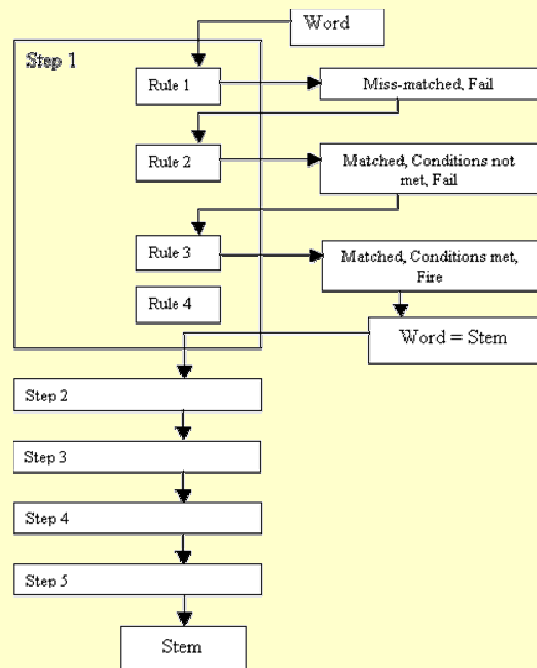 Word
Step 1
Rule 1
Miss-matched, Fail
Rule 2
Matched, Conditions not
met, Fail
Rule 3
Matched, Conditions met,
Fire
Rule 4
Word = Stem
Step 2
Step 3
Step 4
Step 5
Stem